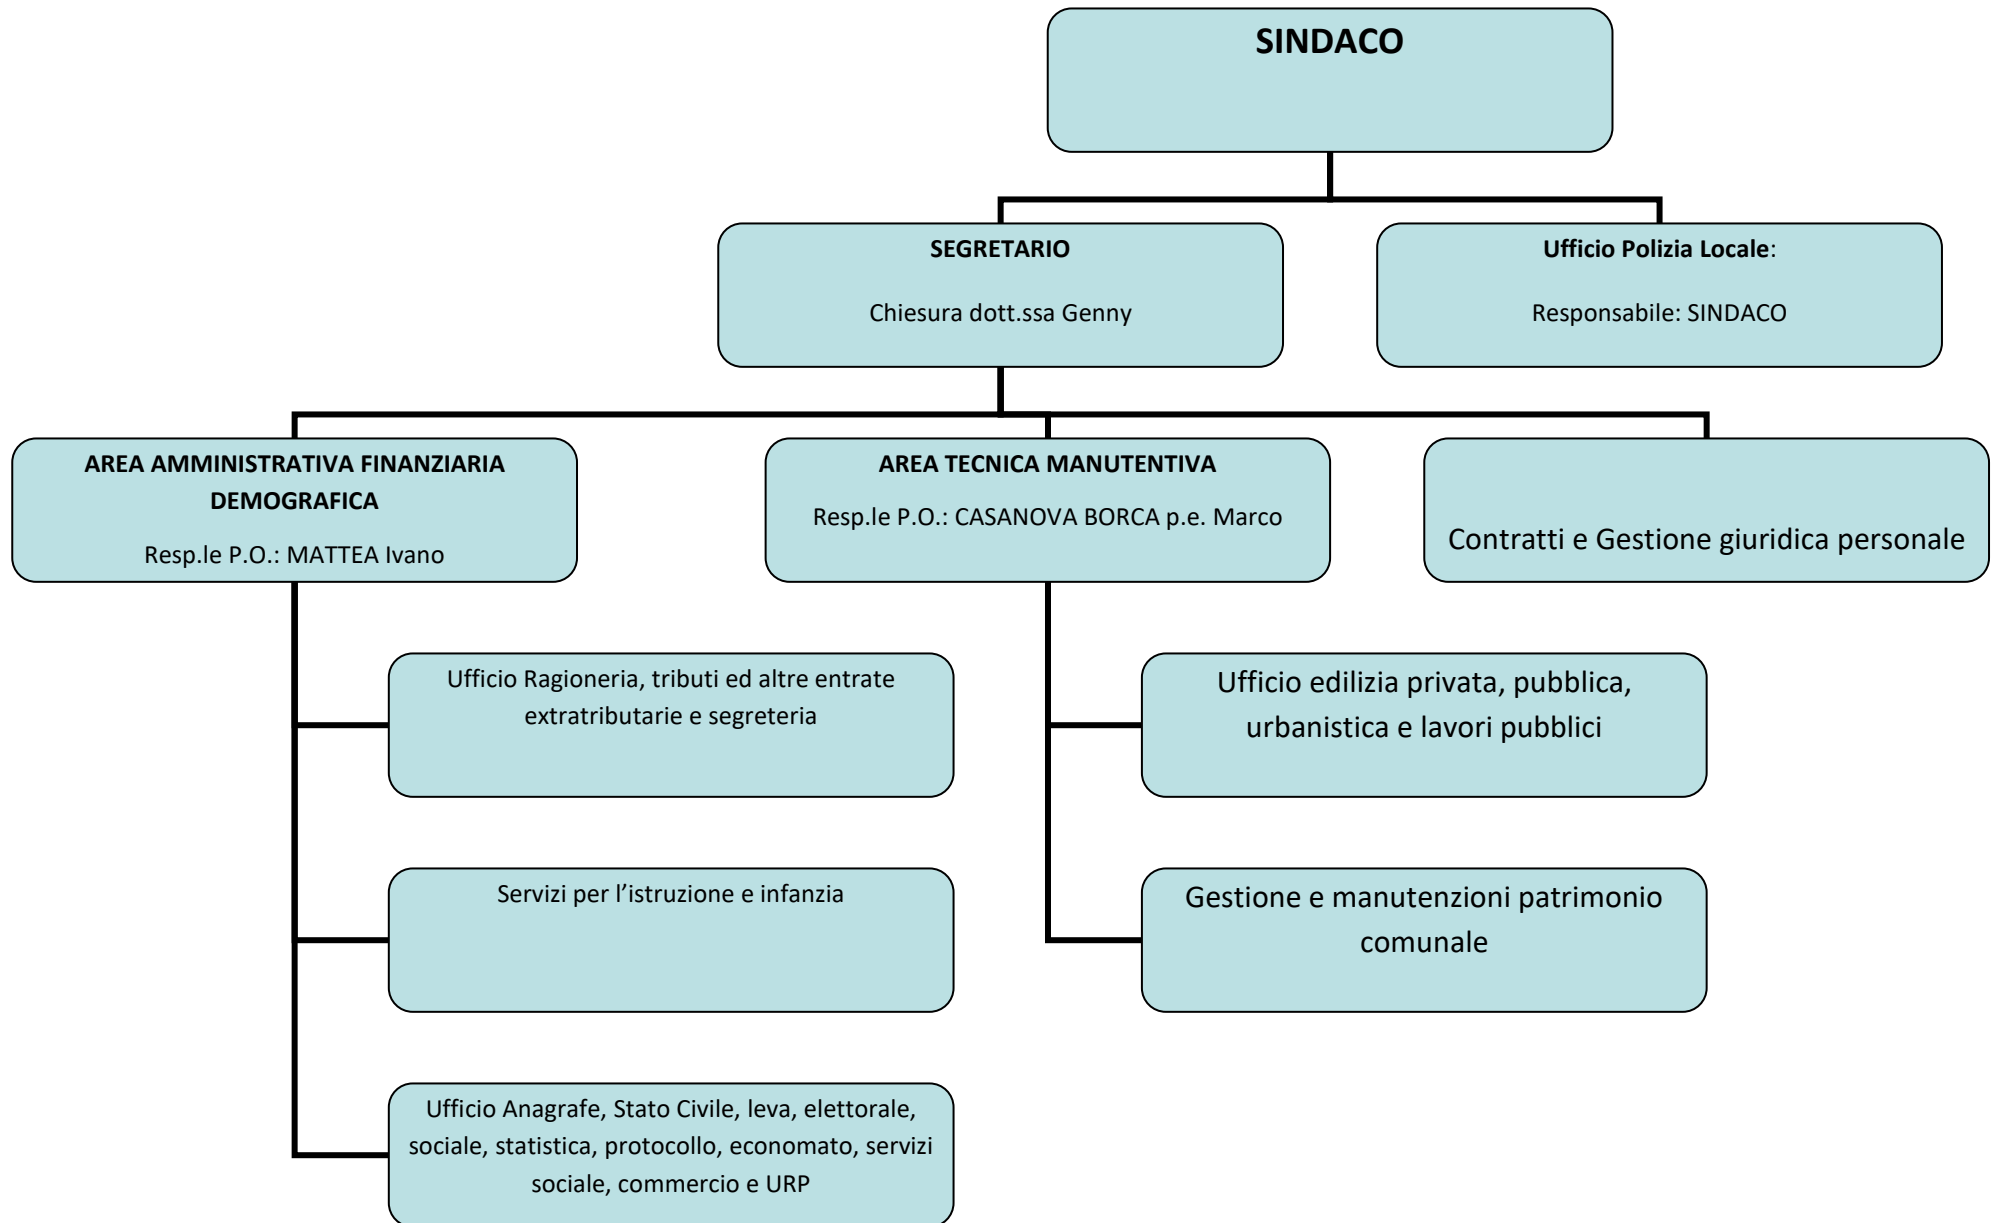 SINDACO
SEGRETARIO
Chiesura dott.ssa Genny
Ufficio Polizia Locale:
Responsabile: SINDACO
AREA AMMINISTRATIVA FINANZIARIA
DEMOGRAFICA
Resp.le P.O.: MATTEA Ivano
AREA TECNICA MANUTENTIVA
Resp.le P.O.: CASANOVA BORCA p.e. Marco
Contratti e Gestione giuridica personale
Ufficio Ragioneria, tributi ed altre entrate
extratributarie e segreteria
Servizi per l’istruzione e infanzia
Ufficio Anagrafe, Stato Civile, leva, elettorale,
sociale, statistica, protocollo, economato, servizi
sociale, commercio e URP
Ufficio edilizia privata, pubblica,
urbanistica e lavori pubblici
Gestione e manutenzioni patrimonio
comunale